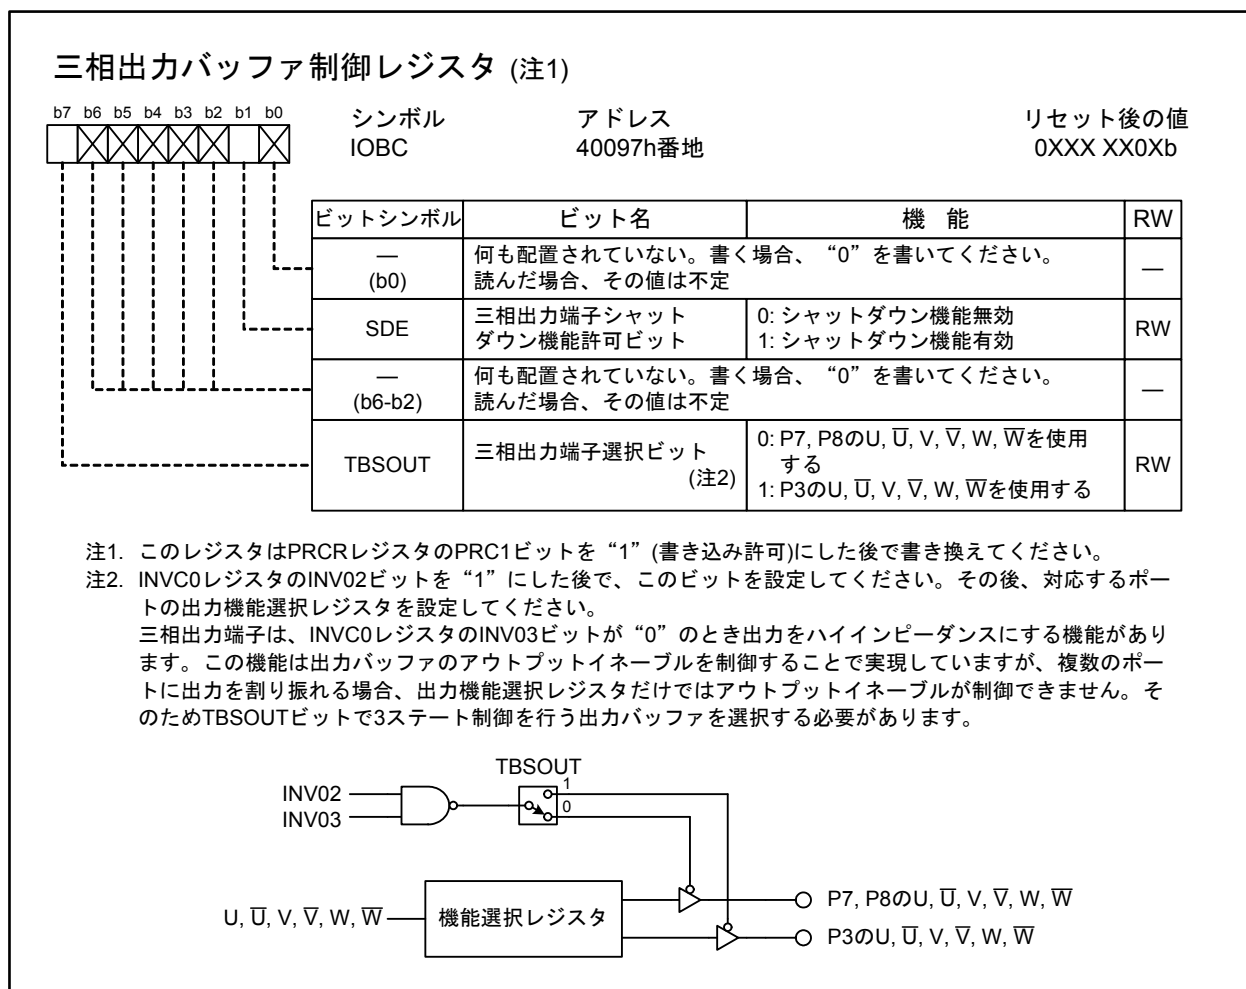 三相出力バッファ制御レジスタ (注1)
b7 b6 b5 b4 b3 b2 b1 b0
シンボル アドレス リセット後の値
IOBC 40097h番地 0XXX XX0Xb
ビットシンボル ビット名 機 能 RW
— (b0) 何も配置されていない。書く場合、“0”を書いてください。
読んだ場合、その値は不定 —
SDE 三相出力端子シャット
ダウン機能許可ビット
0: シャットダウン機能無効
1: シャットダウン機能有効
RW
— (b6-b2) 何も配置されていない。書く場合、“0”を書いてください。
読んだ場合、その値は不定 —
TBSOUT 三相出力端子選択ビット
(注2)
0: P7, P8のU, U̅, V, V̅, W, W̅を使用
する
1: P3のU, U̅, V, V̅, W, W̅を使用する
RW
注1. このレジスタはPRCRレジスタのPRC1ビットを“1”(書き込み許可)にした後で書き換えてください。
注2. INVC0レジスタのINV02ビットを“1”にした後で、このビットを設定してください。その後、対応するポー
トの出力機能選択レジスタを設定してください。
三相出力端子は、INVC0レジスタのINV03ビットが“0”のとき出力をハイインピーダンスにする機能があり
ます。この機能は出力バッファのアウトプットイネーブルを制御することで実現していますが、複数のポー
トに出力を割り振れる場合、出力機能選択レジスタだけではアウトプットイネーブルが制御できません。そ
のためTBSOUTビットで3ステート制御を行う出力バッファを選択する必要があります。
TBSOUT
INV02
INV03
1
0
U, U̅, V, V̅, W, W̅
機能選択レジスタ
P7, P8のU, U̅, V, V̅, W, W̅
P3のU, U̅, V, V̅, W, W̅